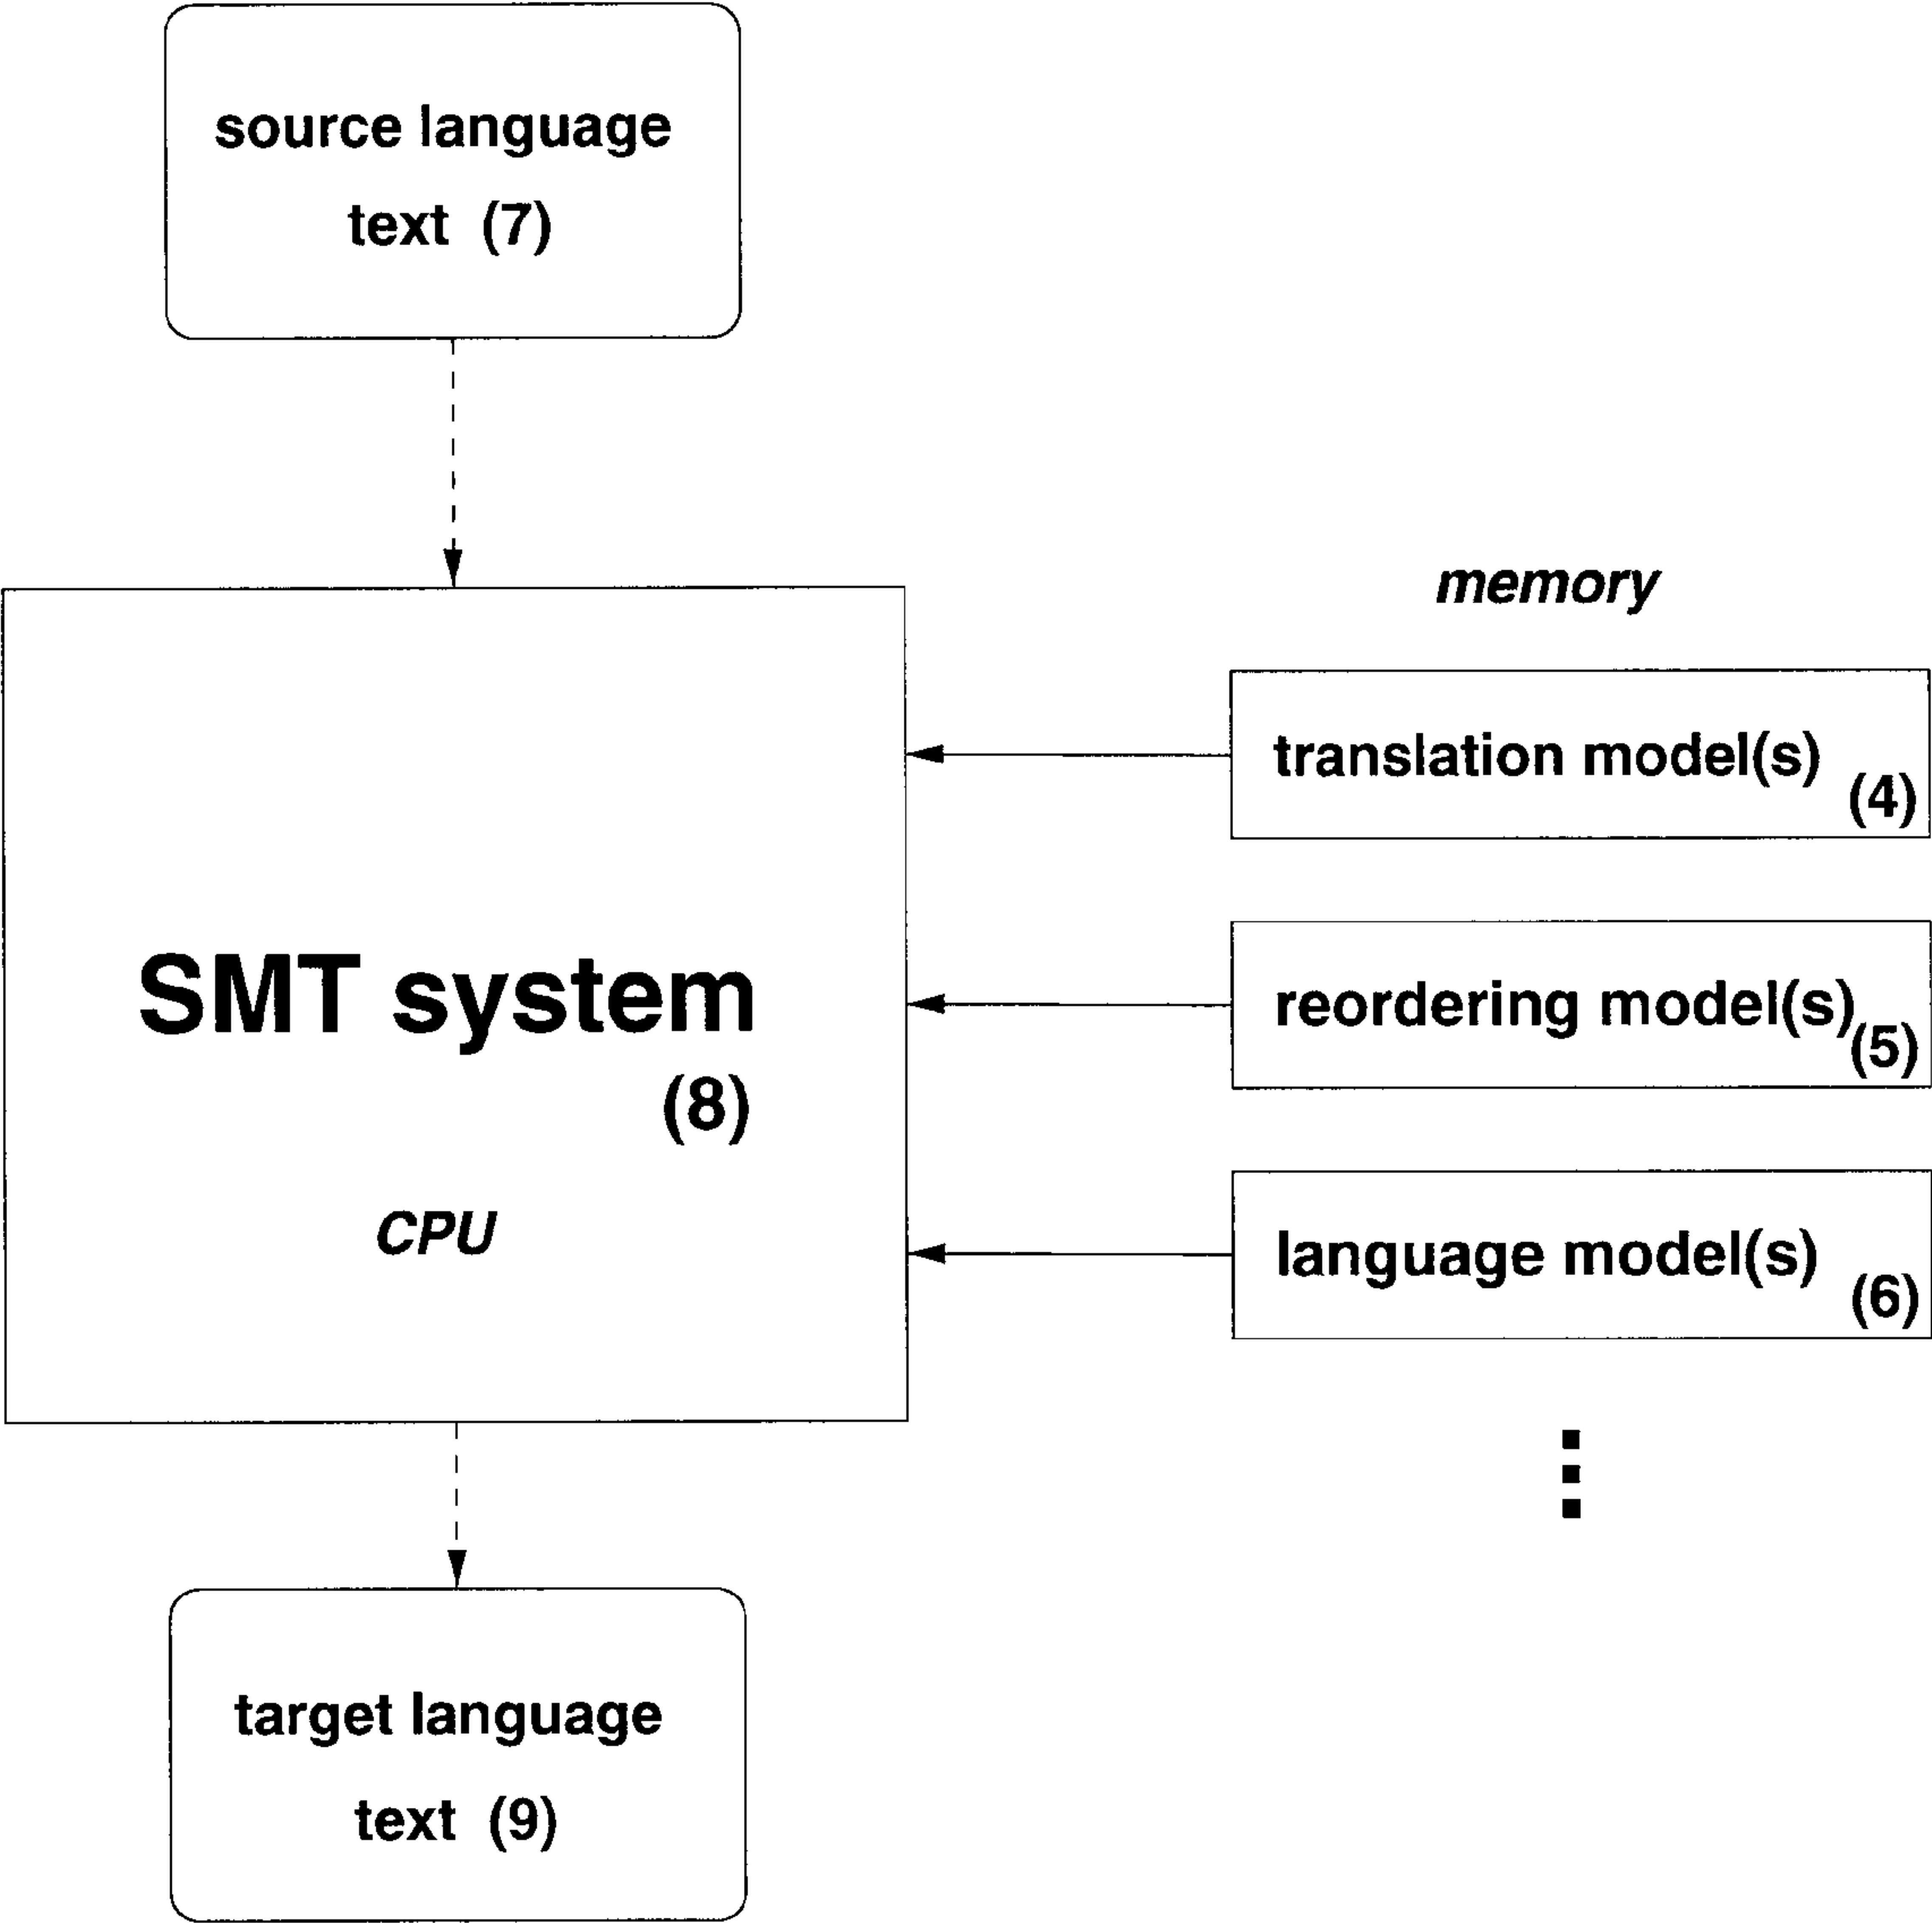 source language
text (7)
memory
translation model(s)
(4)
SMT system
(8)
CPU
reordering model(s)
(5)
language model(s)
(6)
target language
text (9)